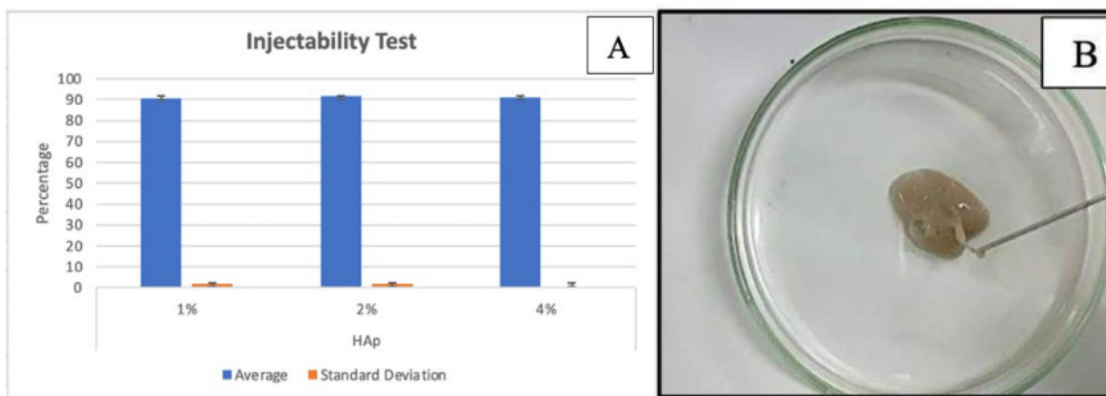 Injectability Test
A
100
90
80
70
60
50
40
30
20
10
0
Percentage
1% 2% 4%
HAp
Average Standard Deviation
B